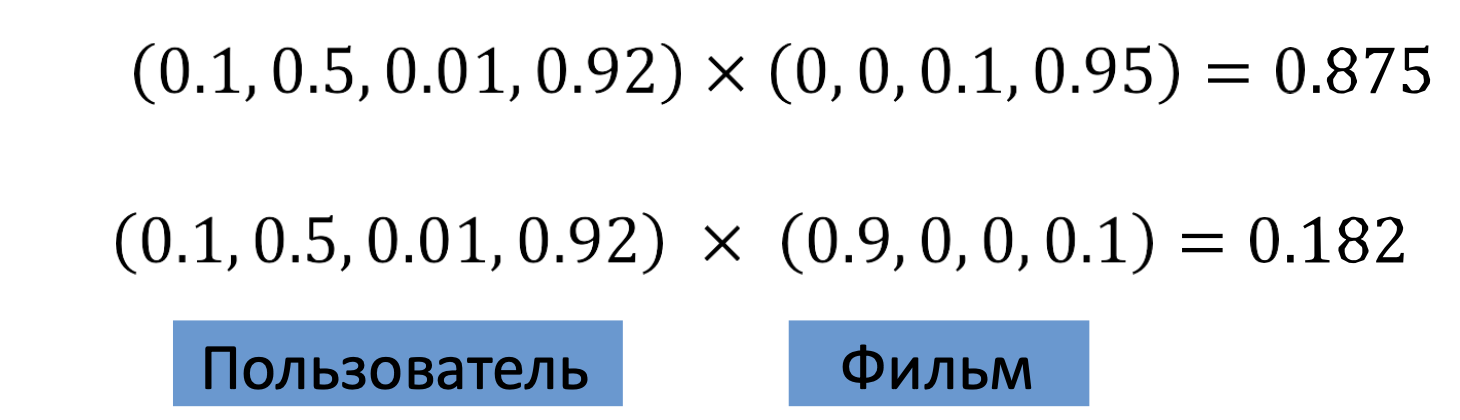 (0.1, 0.5, 0.01, 0.92) × (0, 0, 0.1, 0.95) = 0.875
(0.1, 0.5, 0.01, 0.92) × (0.9, 0, 0, 0.1) = 0.182
Пользователь Фильм